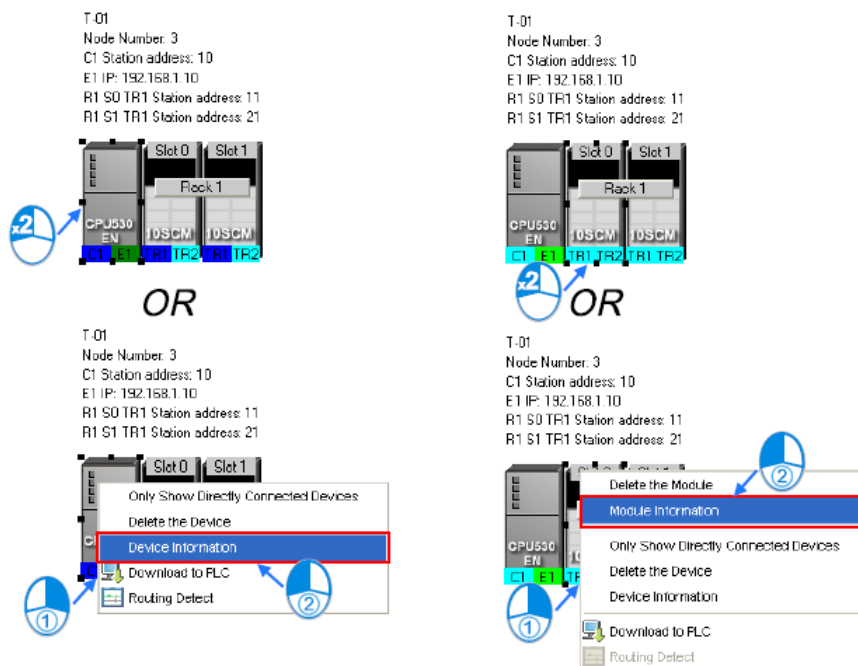 T-01
Node Number: 3
C1 Station address: 10
E1 IP: 192.168.1.10
R1 S0 TR1 Station address: 11
R1 S1 TR1 Station address: 21
Slot 0 Slot 1
Rack 1
x2
CPU530
EN
10SCM 10SCM
C1 E1 TR1 TR2 TR1 TR2
OR
T-01
Node Number: 3
C1 Station address: 10
E1 IP: 192.168.1.10
R1 S0 TR1 Station address: 11
R1 S1 TR1 Station address: 21
Slot 0 Slot 1
Only Show Directly Connected Devices
Delete the Device
Device Information
Download to PLC
Routing Detect
1
2
T-01
Node Number: 3
C1 Station address: 10
E1 IP: 192.168.1.10
R1 S0 TR1 Station address: 11
R1 S1 TR1 Station address: 21
Slot 0 Slot 1
Rack 1
CPU530
EN
10SCM 10SCM
C1 E1 TR1 TR2 TR1 TR2
x2
OR
T-01
Node Number: 3
C1 Station address: 10
E1 IP: 192.168.1.10
R1 S0 TR1 Station address: 11
R1 S1 TR1 Station address: 21
2
Delete the Module
Module Information
Only Show Directly Connected Devices
Delete the Device
Device Information
Download to PLC
Routing Detect
CPU530
EN
C1 E1
1